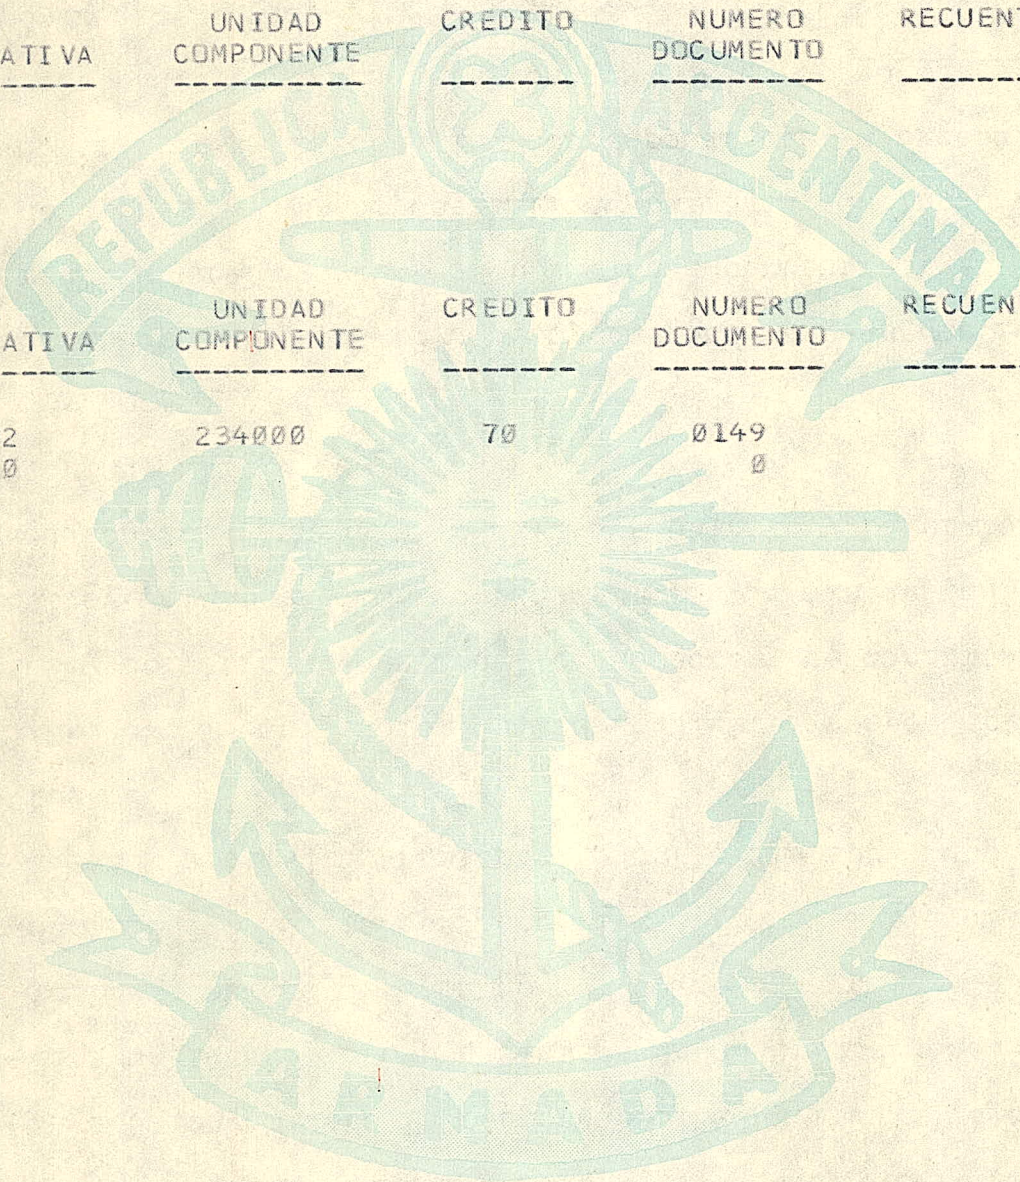 UNIDAD CREDITO NUMERO RECUENT
ATIVA COMPONENTE DOCUMENTO
----- ---------- ------- --------- ------
REPUBLICA ARGENTINA
UNIDAD CREDITO NUMERO RECUEN
ATIVA COMPONENTE DOCUMENTO
----- ---------- ------- --------- ------
2 234000 70 0149
0 0
ARMADA